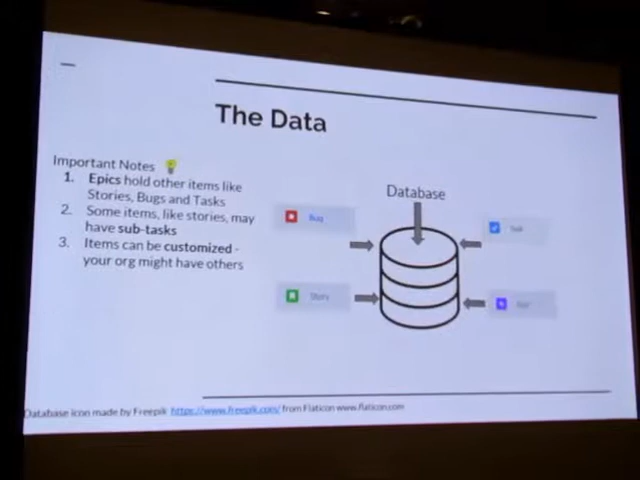 The Data
Important Notes
1. Epics hold other items like
Stories, Bugs and Tasks
2. Some items, like stories, may
have sub-tasks
3. Items can be customized -
your org might have others
Database
Bug
Story
Database icon made by Freepik https://www.freepik.com/ from Flaticon www.flaticon.com